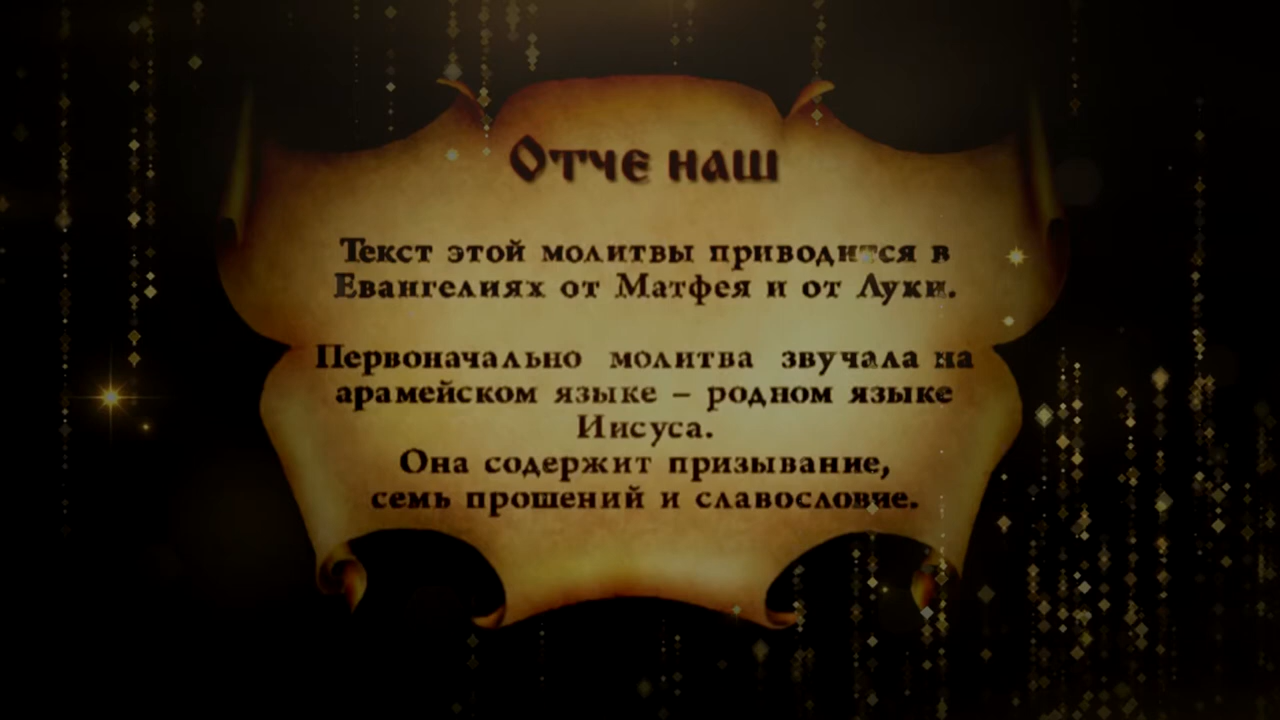 Отче наш
Текст этой молитвы приводится в
Евангелиях от Матфея и от Луки.
Первоначально молитва звучала на
арамейском языке – родном языке
Иисуса.
Она содержит призывание,
семь прошений и славословие.